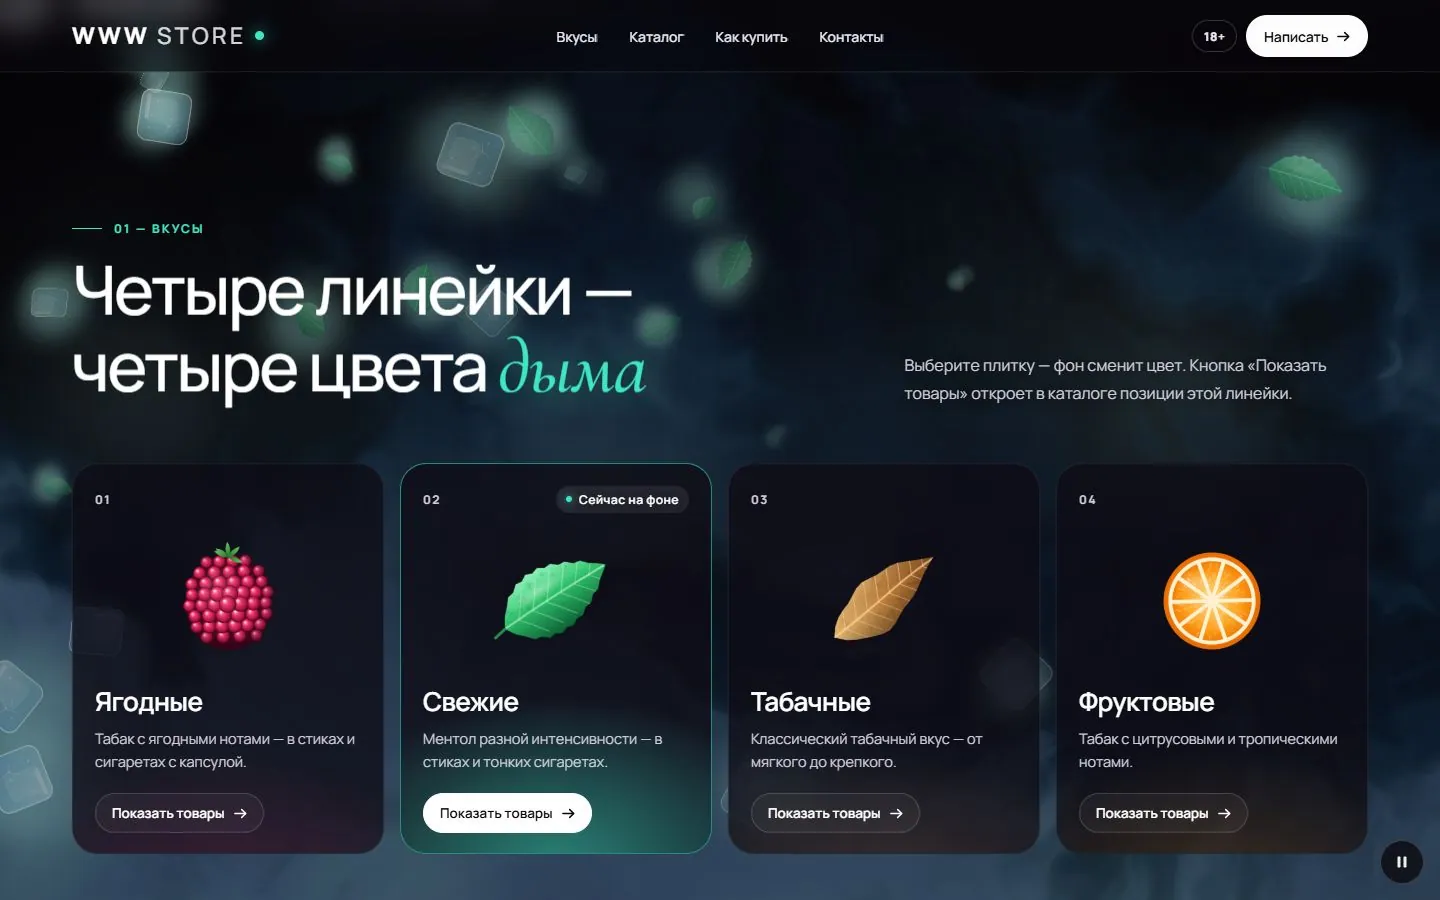 WWW STORE
Вкусы
Каталог
Как купить
Контакты
18+
Написать →
01 — ВКУСЫ
Четыре линейки —
четыре цвета дыма
Выберите плитку — фон сменит цвет. Кнопка «Показать
товары» откроет в каталоге позиции этой линейки.
01
Ягодные
Табак с ягодными нотами — в стиках и
сигаретах с капсулой.
Показать товары →
02
Сейчас на фоне
Свежие
Ментол разной интенсивности — в
стиках и тонких сигаретах.
Показать товары →
03
Табачные
Классический табачный вкус — от
мягкого до крепкого.
Показать товары →
04
Фруктовые
Табак с цитрусовыми и тропическими
нотами.
Показать товары →